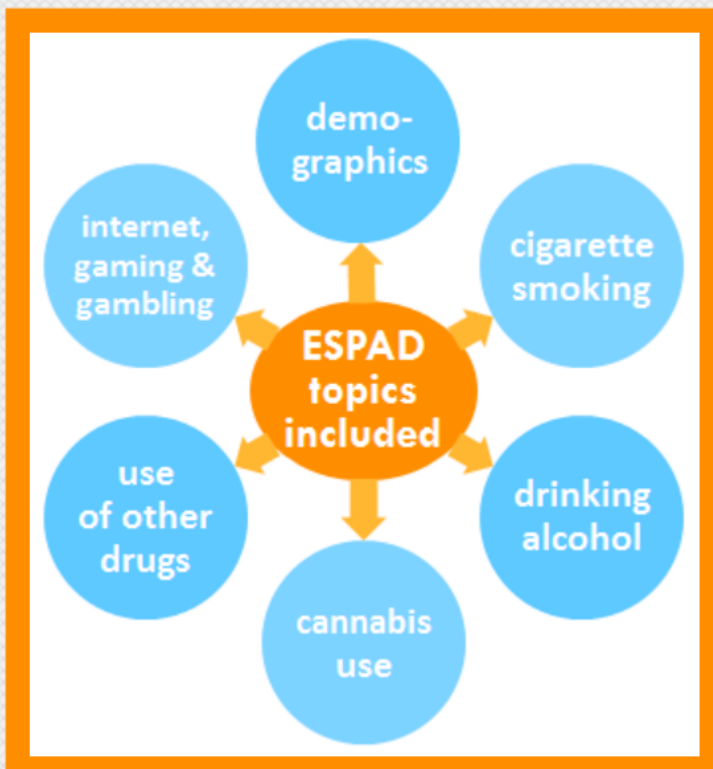 demo-
graphics
cigarette
smoking
drinking
alcohol
cannabis
use
use
of other
drugs
internet,
gaming &
gambling
ESPAD
topics
included